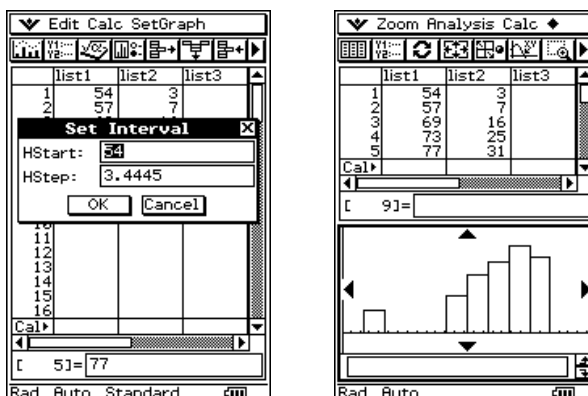 Edit Calc SetGraph
list1 list2 list3
1 54 3
2 57 7
Set Interval
HStart: 54
HStep: 3.4445
OK Cancel
11
12
13
14
15
16
Cal
[ 5]= 77
Rad Auto Standard
Zoom Analysis Calc
list1 list2 list3
1 54 3
2 57 7
3 69 16
4 73 25
5 77 31
Cal
[ 9]=
Rad Auto